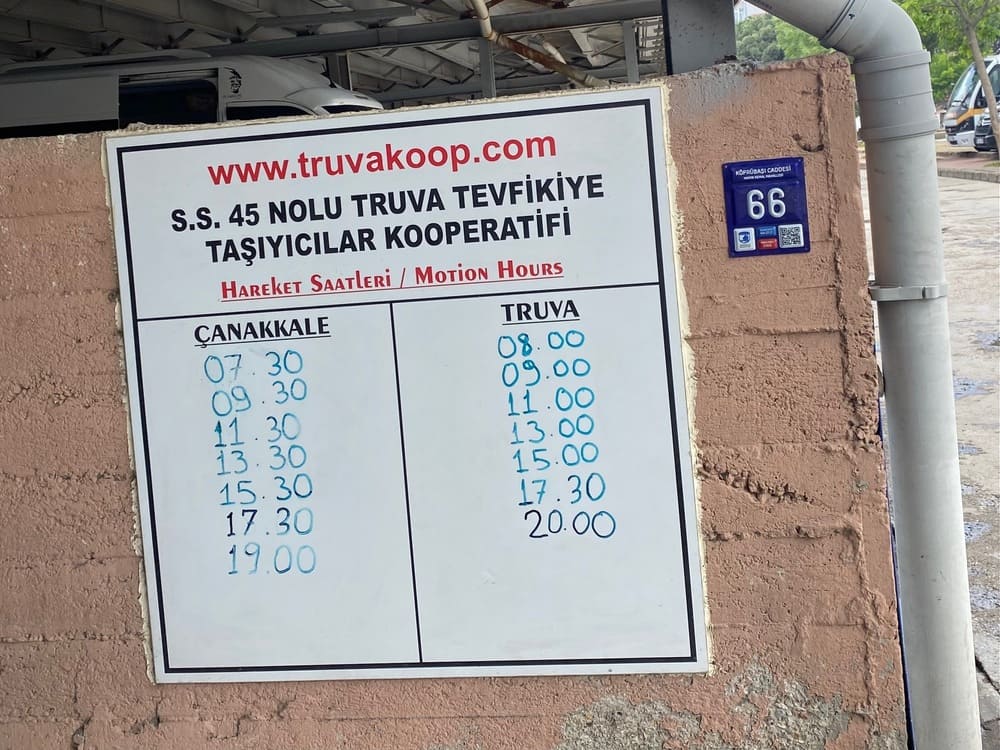 www.truvakoop.com
S.S. 45 NOLU TRUVA TEVFİKİYE
TAŞIYICILAR KOOPERATİFİ
Hareket Saatleri / Motion Hours
ÇANAKKALE
07.30
09.30
11.30
13.30
15.30
17.30
19.00
TRUVA
08.00
09.00
11.00
13.00
15.00
17.30
20.00
KÖPRÜBAŞI CADDESİ
66